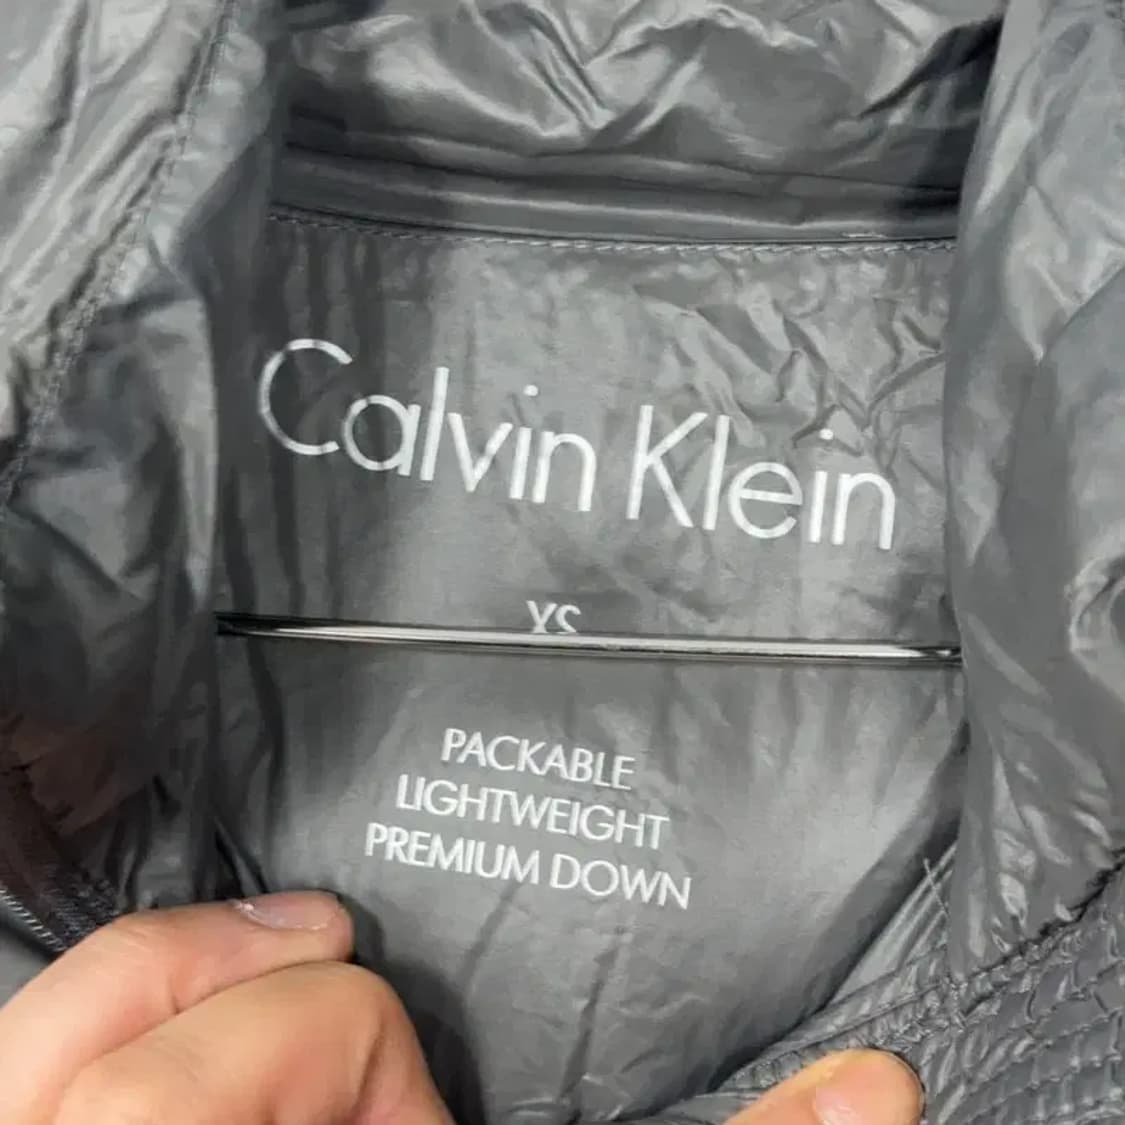 Calvin Klein
XS
PACKABLE
LIGHTWEIGHT
PREMIUM DOWN